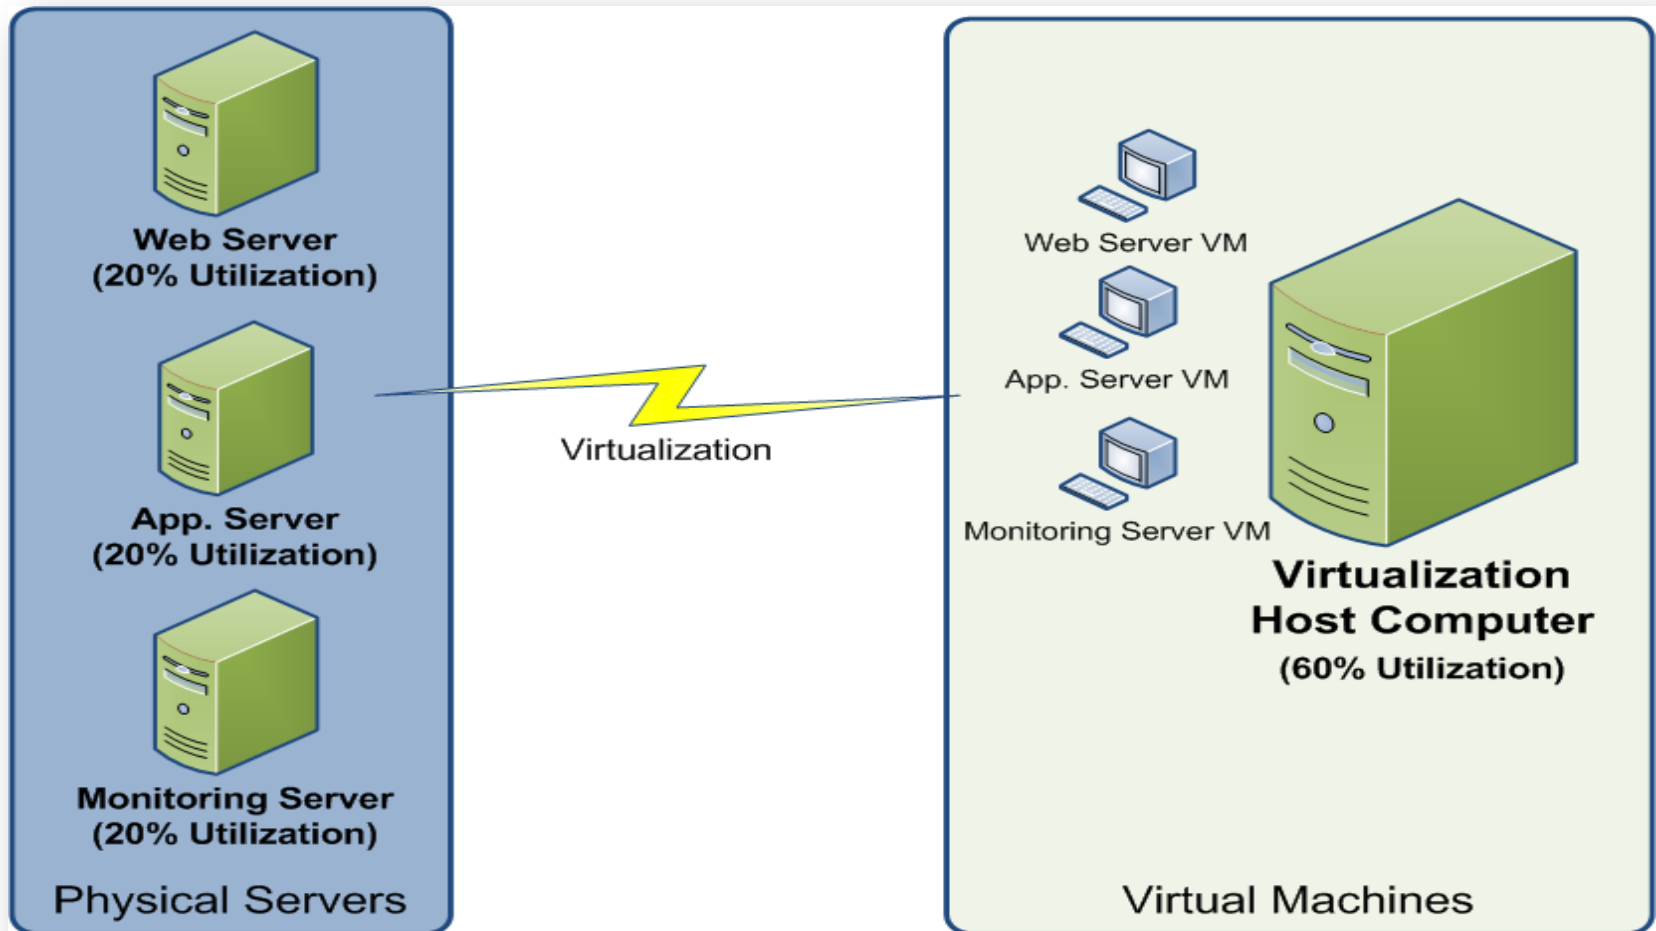 Web Server
(20% Utilization)
App. Server
(20% Utilization)
Monitoring Server
(20% Utilization)
Physical Servers
Virtualization
Web Server VM
App. Server VM
Monitoring Server VM
Virtualization
Host Computer
(60% Utilization)
Virtual Machines